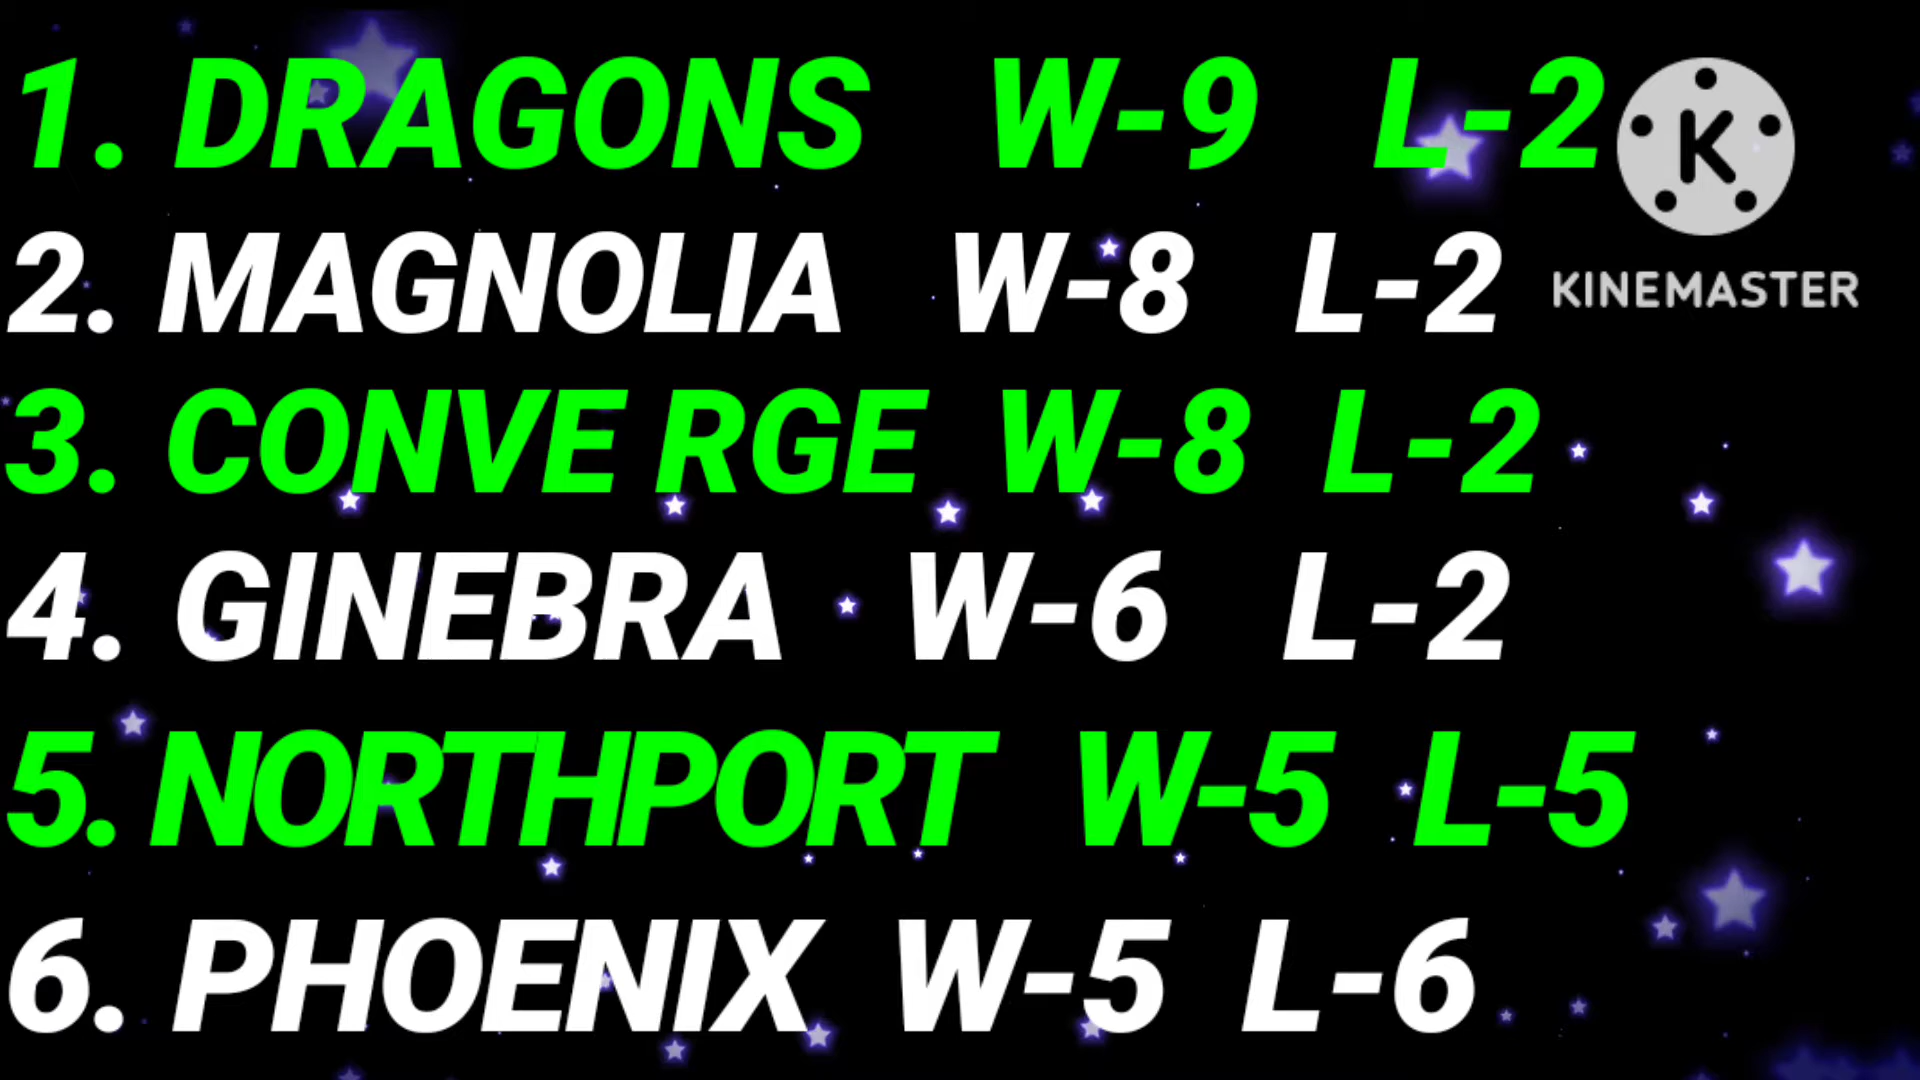 1. DRAGONS W-9 L-2
K
KINEMASTER
2. MAGNOLIA W-8 L-2
3. CONVE RGE W-8 L-2
4. GINEBRA W-6 L-2
5. NORTHPORT W-5 L-5
6. PHOENIX W-5 L-6